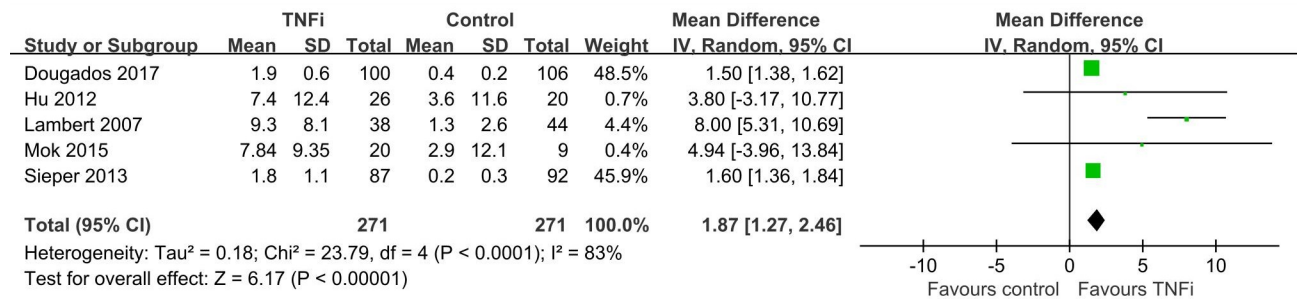 TNFi Control Mean Difference Mean Difference
Study or Subgroup Mean SD Total Mean SD Total Weight IV, Random, 95% CI IV, Random, 95% CI
Dougados 2017 1.9 0.6 100 0.4 0.2 106 48.5% 1.50 [1.38, 1.62]
Hu 2012 7.4 12.4 26 3.6 11.6 20 0.7% 3.80 [-3.17, 10.77]
Lambert 2007 9.3 8.1 38 1.3 2.6 44 4.4% 8.00 [5.31, 10.69]
Mok 2015 7.84 9.35 20 2.9 12.1 9 0.4% 4.94 [-3.96, 13.84]
Sieper 2013 1.8 1.1 87 0.2 0.3 92 45.9% 1.60 [1.36, 1.84]
Total (95% CI) 271 271 100.0% 1.87 [1.27, 2.46]
Heterogeneity: Tau² = 0.18; Chi² = 23.79, df = 4 (P < 0.0001); I² = 83%
Test for overall effect: Z = 6.17 (P < 0.00001)
-10 -5 0 5 10
Favours control Favours TNFi